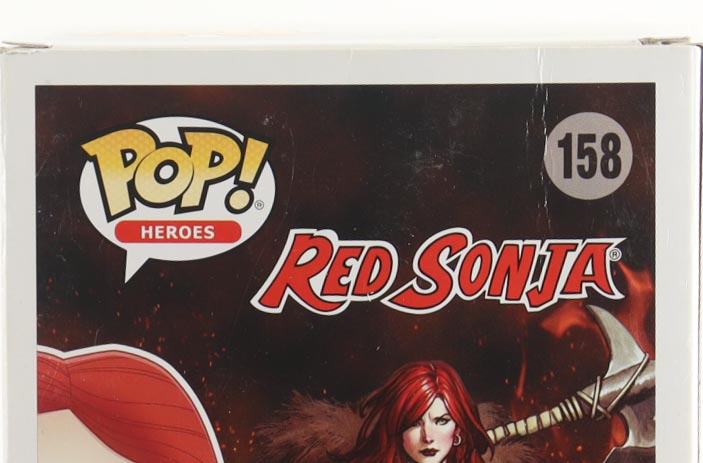 POP!®
HEROES
158
RED SONJA®